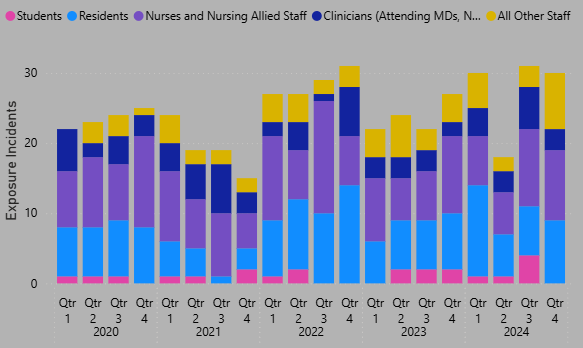 Students Residents Nurses and Nursing Allied Staff Clinicians (Attending MDs, N... All Other Staff
Exposure Incidents
30
20
10
0
Qtr Qtr Qtr Qtr Qtr Qtr Qtr Qtr Qtr Qtr Qtr Qtr Qtr Qtr Qtr Qtr Qtr Qtr Qtr Qtr
1 2 3 4 1 2 3 4 1 2 3 4 1 2 3 4 1 2 3 4
2020 2021 2022 2023 2024